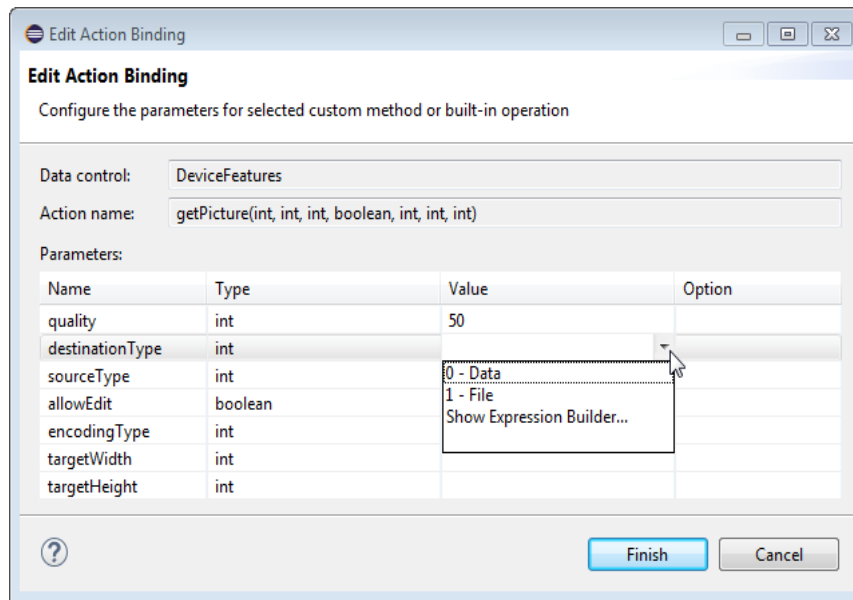 Edit Action Binding
Edit Action Binding
Configure the parameters for selected custom method or built-in operation
Data control: DeviceFeatures
Action name: getPicture(int, int, int, boolean, int, int, int)
Parameters:
Name Type Value Option
quality int 50
destinationType int
sourceType int 0 - Data
allowEdit boolean 1 - File
encodingType int Show Expression Builder...
targetWidth int
targetHeight int
? Finish Cancel